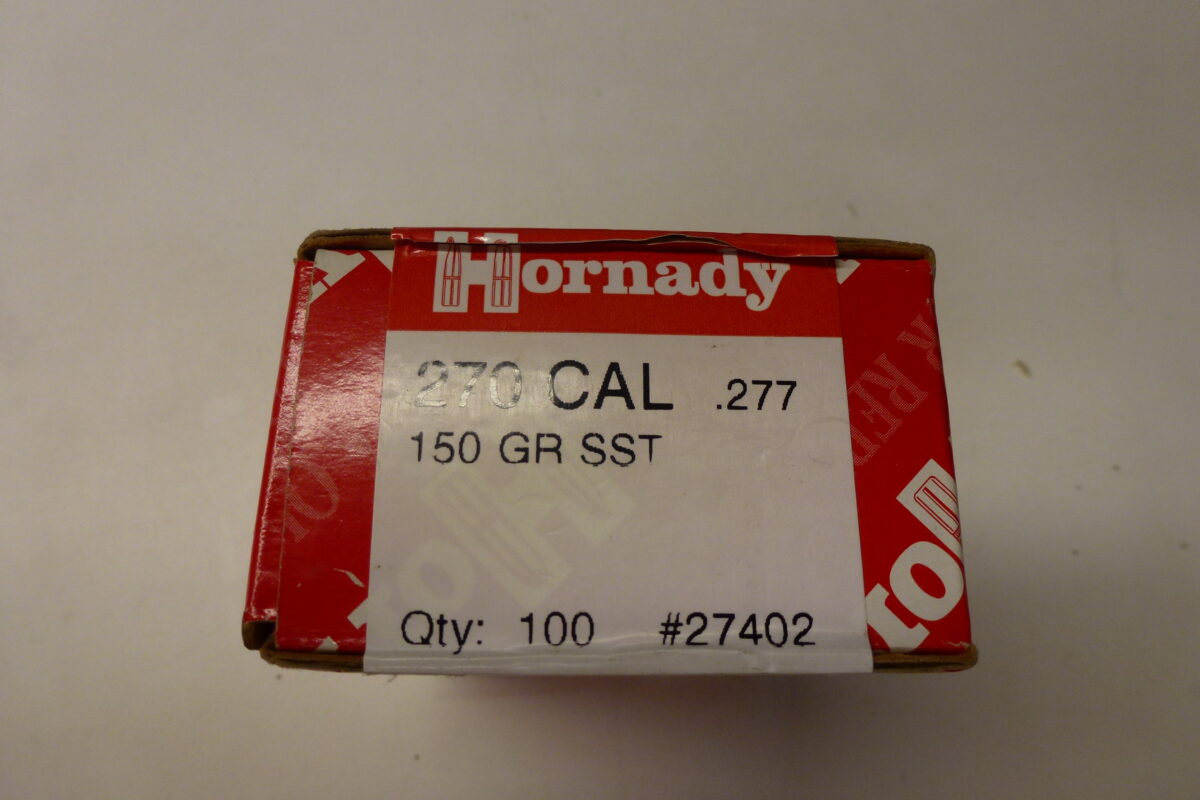 Hornady
270 CAL .277
150 GR SST
Qty: 100 #27402